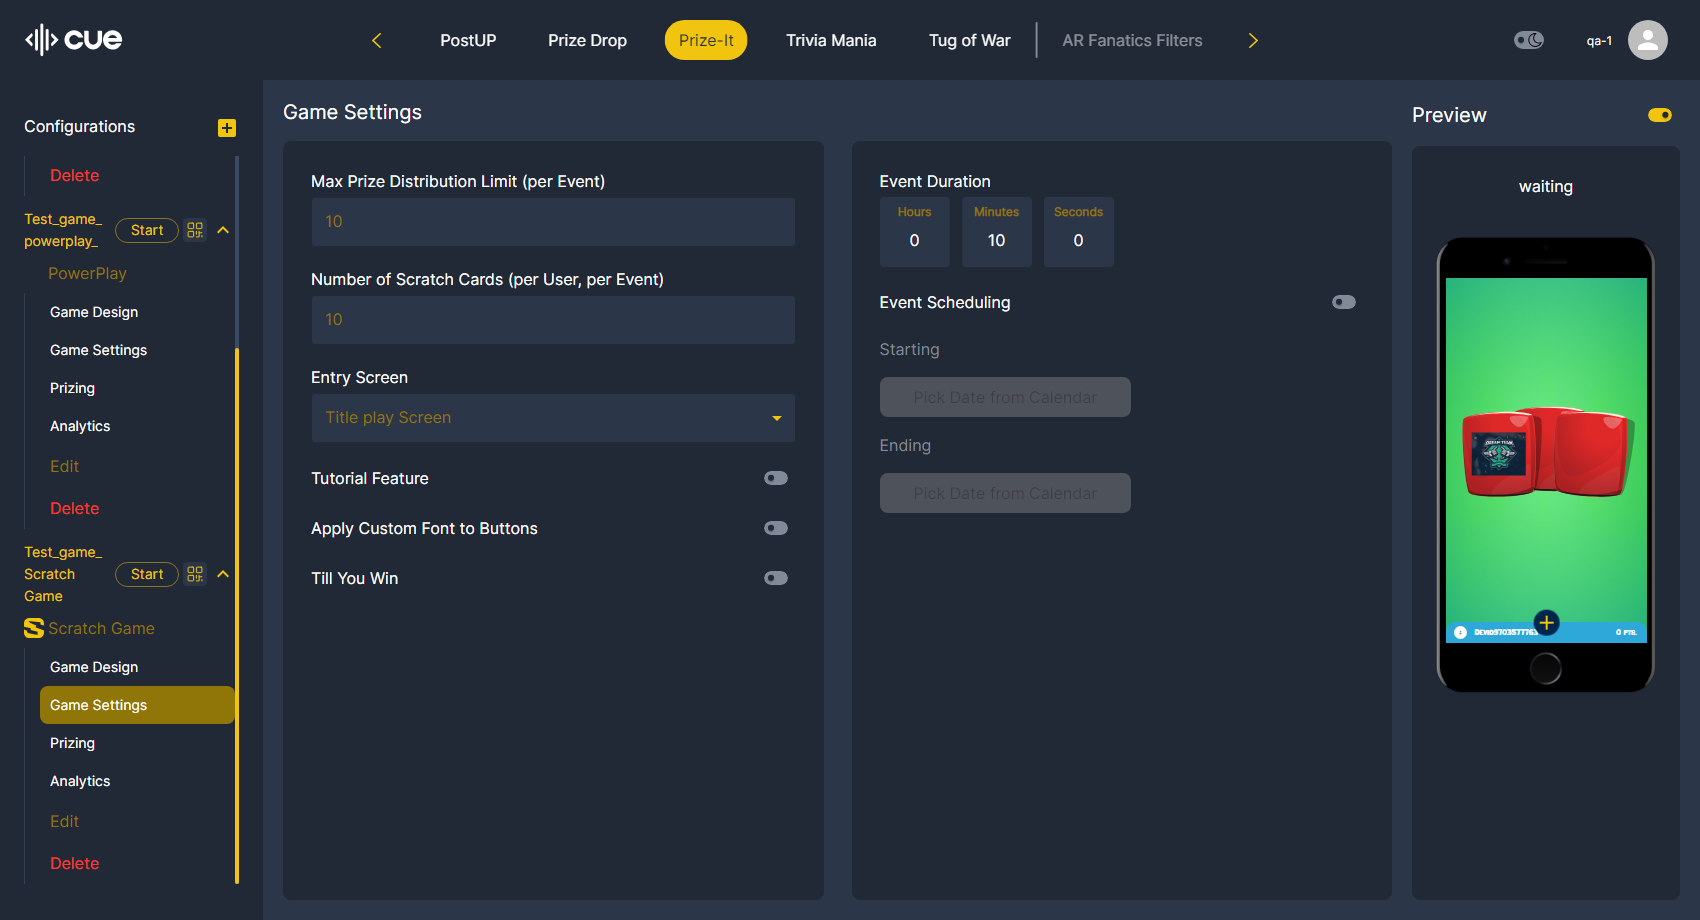 cue
PostUP
Prize Drop
Prize-It
Trivia Mania
Tug of War
AR Fanatics Filters
qa-1
Configurations
Delete
Test_game_
powerplay_
Start
PowerPlay
Game Design
Game Settings
Prizing
Analytics
Edit
Delete
Test_game_
Scratch
Game
Start
Scratch Game
Game Design
Game Settings
Prizing
Analytics
Edit
Delete
Game Settings
Max Prize Distribution Limit (per Event)
10
Number of Scratch Cards (per User, per Event)
10
Entry Screen
Title play Screen
Tutorial Feature
Apply Custom Font to Buttons
Till You Win
Event Duration
Hours
0
Minutes
10
Seconds
0
Event Scheduling
Starting
Pick Date from Calendar
Ending
Pick Date from Calendar
Preview
waiting
0 PTS.